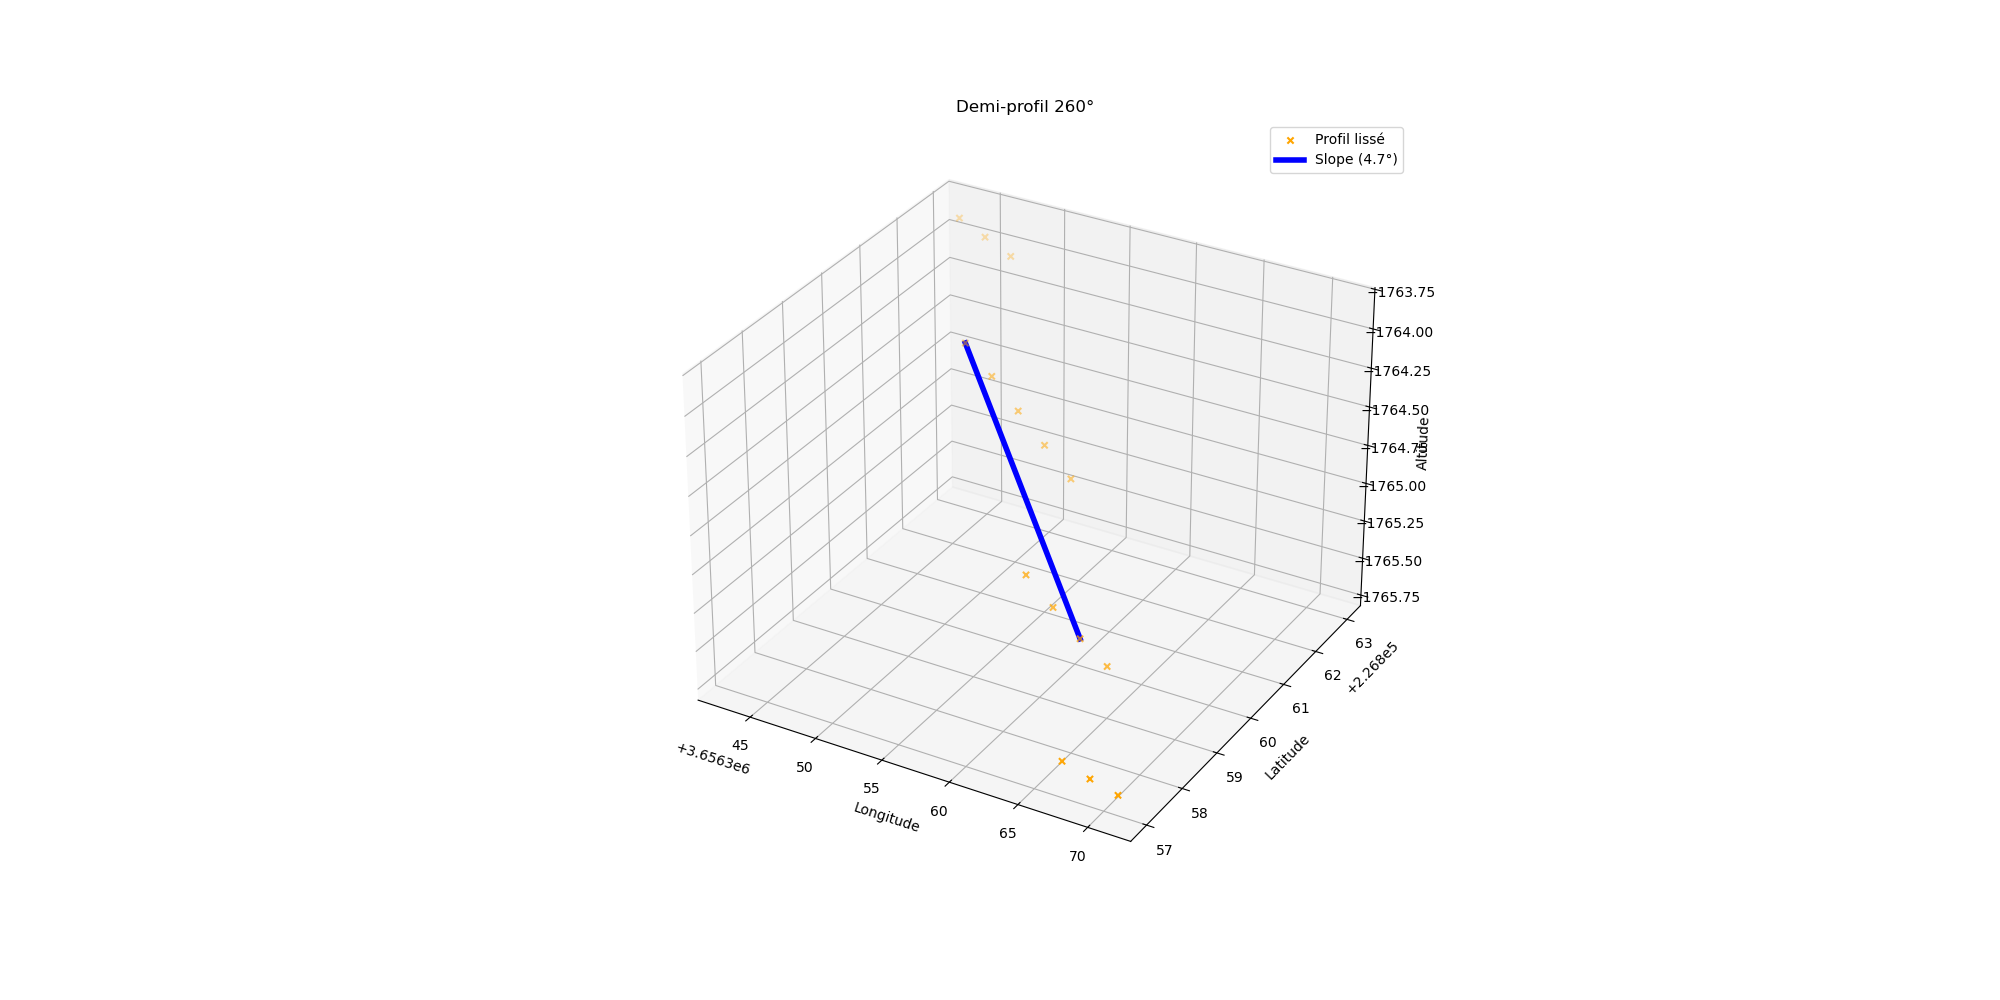 Demi-profil 260°
Profil lissé
Slope (4.7°)
−1763.75
−1764.00
−1764.25
−1764.50
−1764.75
−1765.00
−1765.25
−1765.50
−1765.75
Altitude
63
62
61
60
59
58
57
+2.268e5
Latitude
45
50
55
60
65
70
+3.6563e6
Longitude